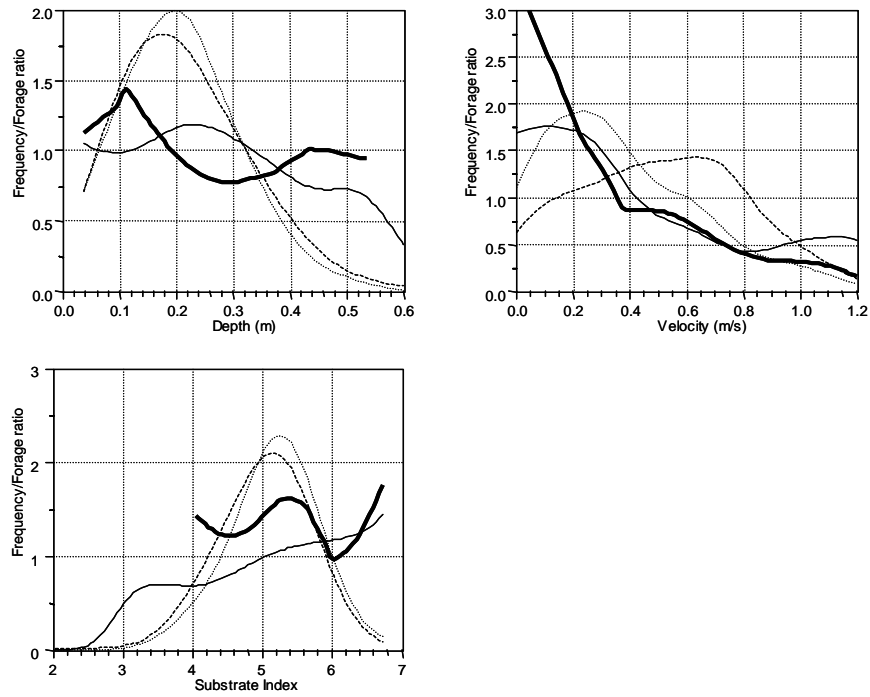 Frequency/Forage ratio
2.0
1.5
1.0
0.5
0.0
0.0 0.1 0.2 0.3 0.4 0.5 0.6
Depth (m)
Frequency/Forage ratio
3.0
2.5
2.0
1.5
1.0
0.5
0.0
0.0 0.2 0.4 0.6 0.8 1.0 1.2
Velocity (m/s)
Frequency/Forage ratio
3
2
1
0
2 3 4 5 6 7
Substrate Index